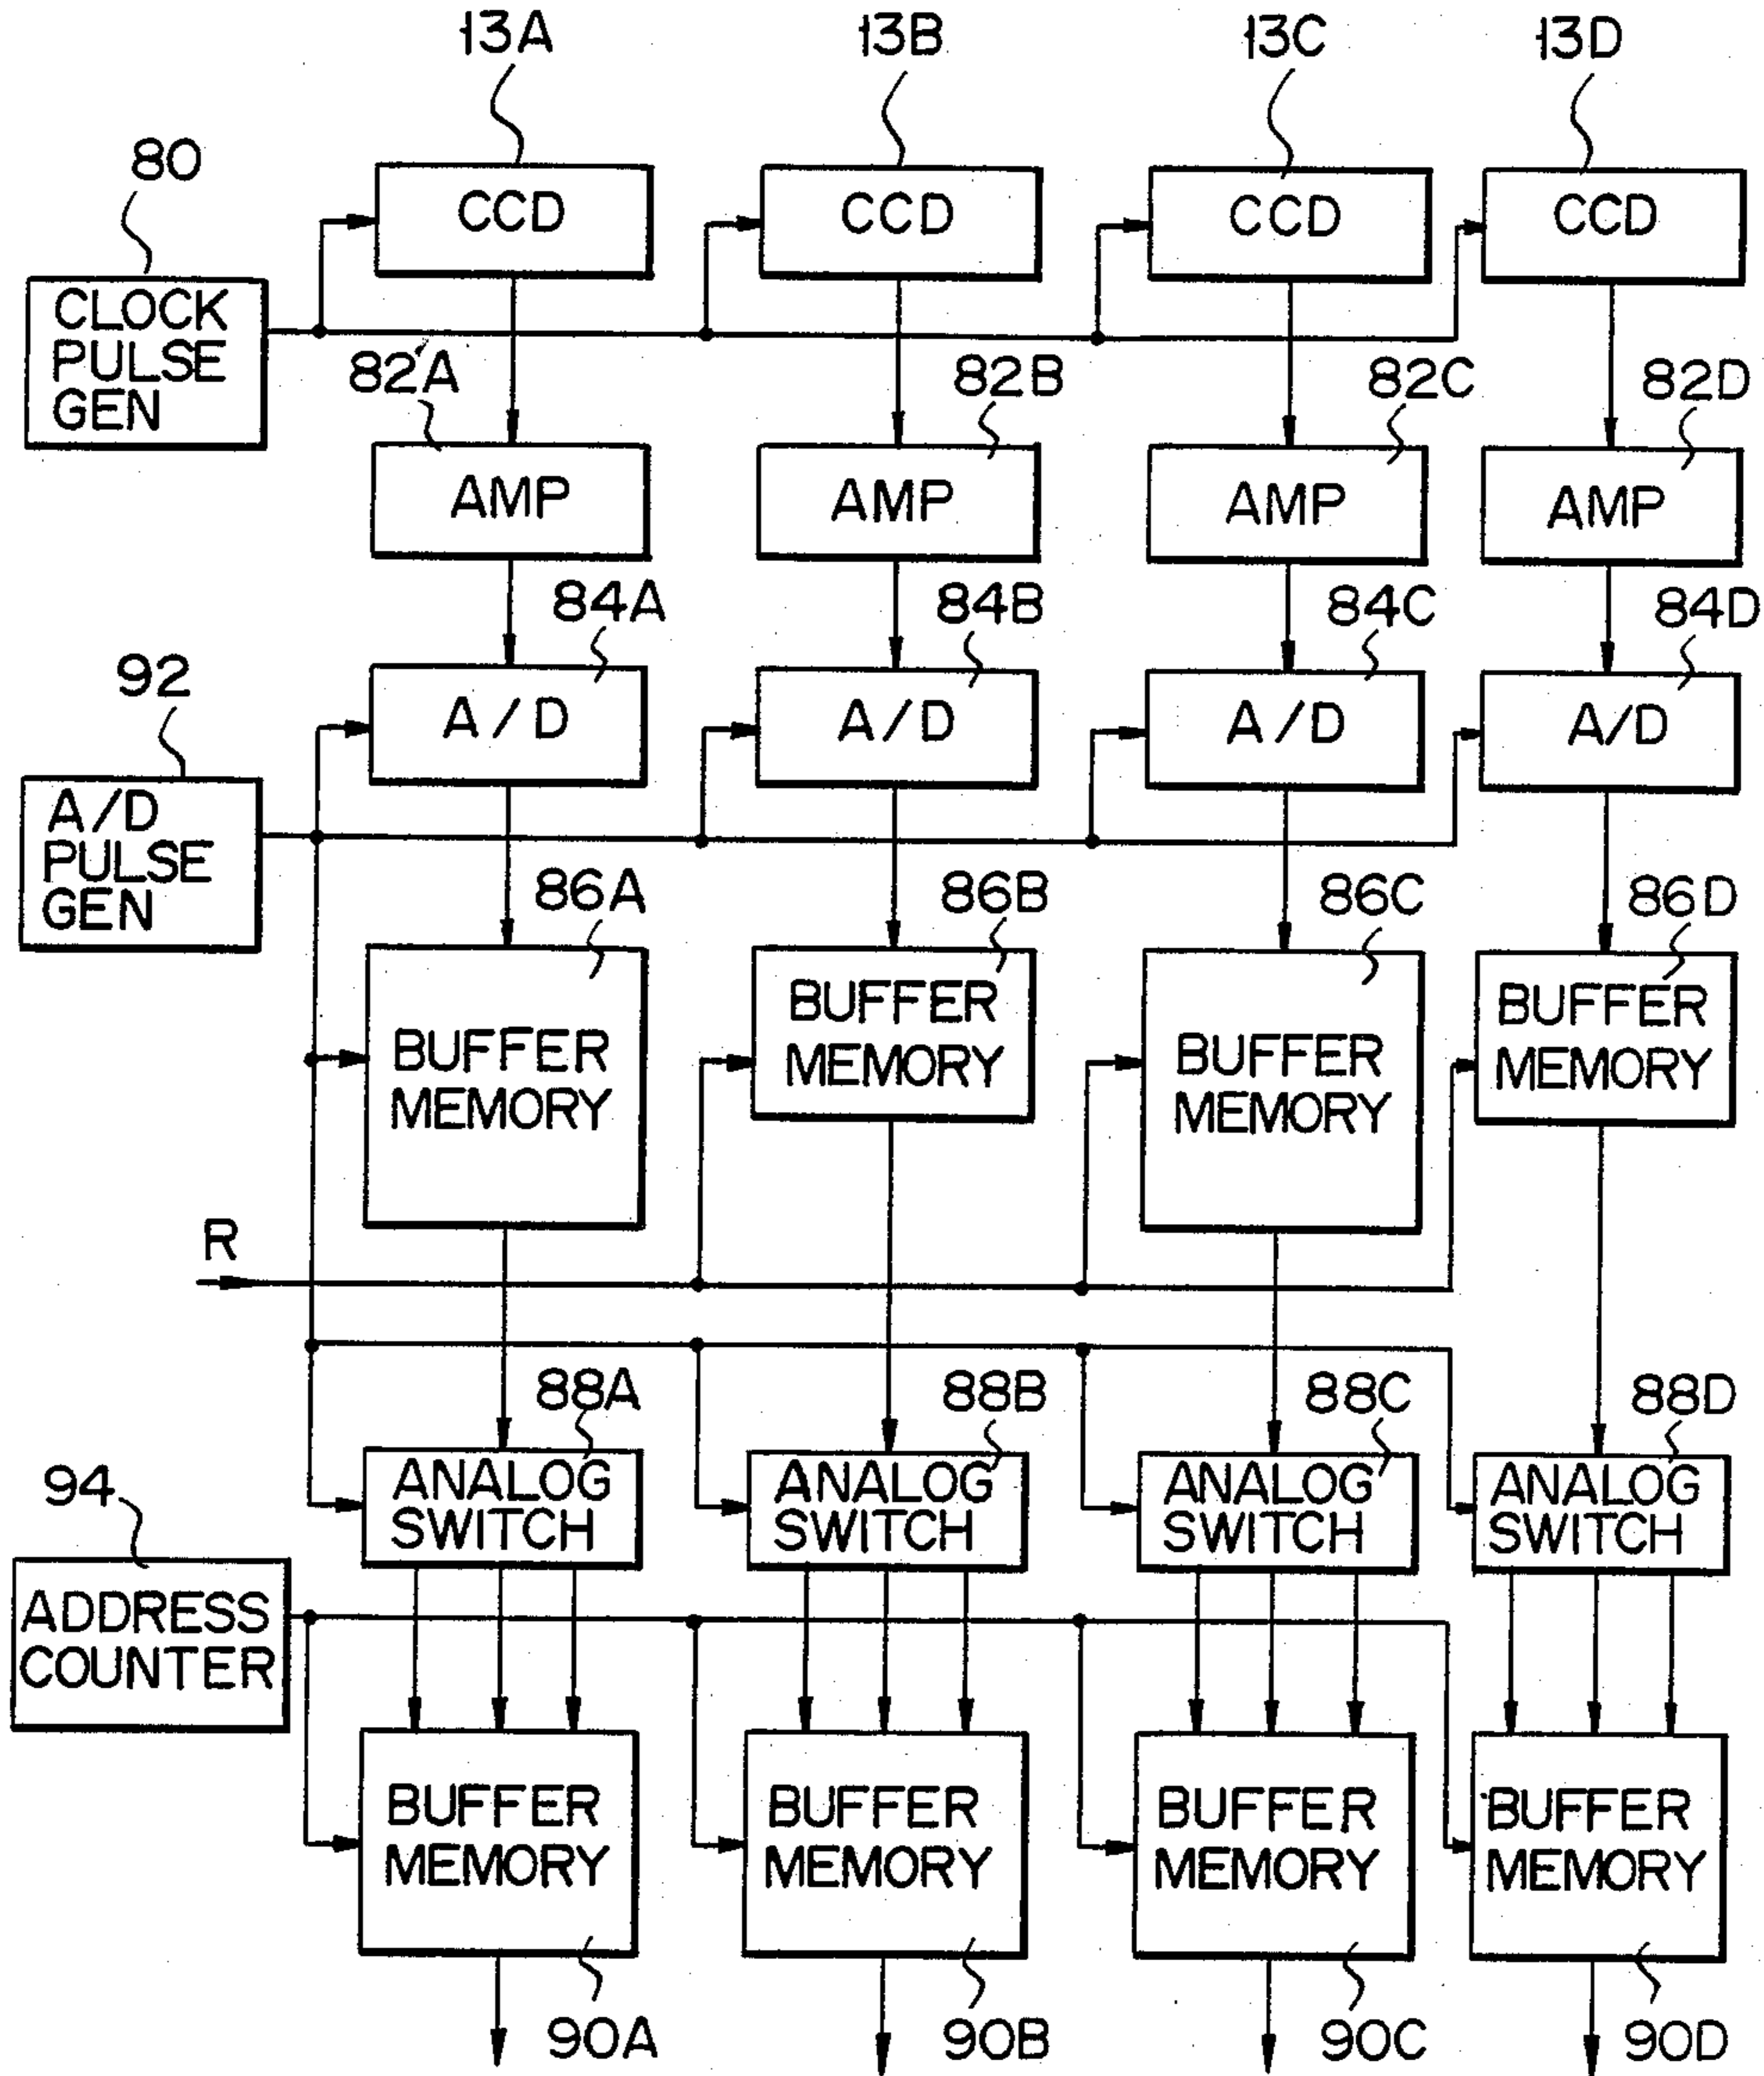 13A 13B 13C 13D
80
CCD CCD CCD CCD
CLOCK
PULSE
GEN
82A 82B 82C 82D
AMP AMP AMP AMP
84A 84B 84C 84D
92
A/D A/D A/D A/D
A/D
PULSE
GEN
86A 86B 86C 86D
BUFFER
MEMORY
BUFFER
MEMORY
BUFFER
MEMORY
BUFFER
MEMORY
R
88A 88B 88C 88D
94
ANALOG
SWITCH
ANALOG
SWITCH
ANALOG
SWITCH
ANALOG
SWITCH
ADDRESS
COUNTER
BUFFER
MEMORY
BUFFER
MEMORY
BUFFER
MEMORY
BUFFER
MEMORY
90A 90B 90C 90D